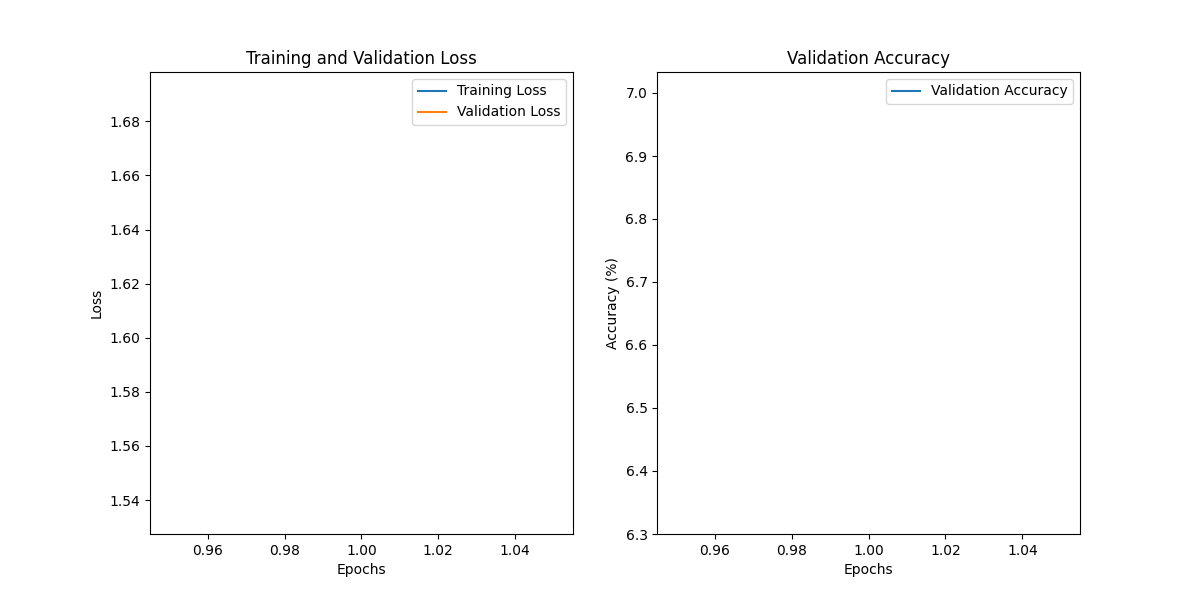 Training and Validation Loss
Training Loss
Validation Loss
1.68
1.66
1.64
1.62
1.60
1.58
1.56
1.54
Loss
0.96 0.98 1.00 1.02 1.04
Epochs
Validation Accuracy
Validation Accuracy
7.0
6.9
6.8
6.7
6.6
6.5
6.4
6.3
Accuracy (%)
0.96 0.98 1.00 1.02 1.04
Epochs